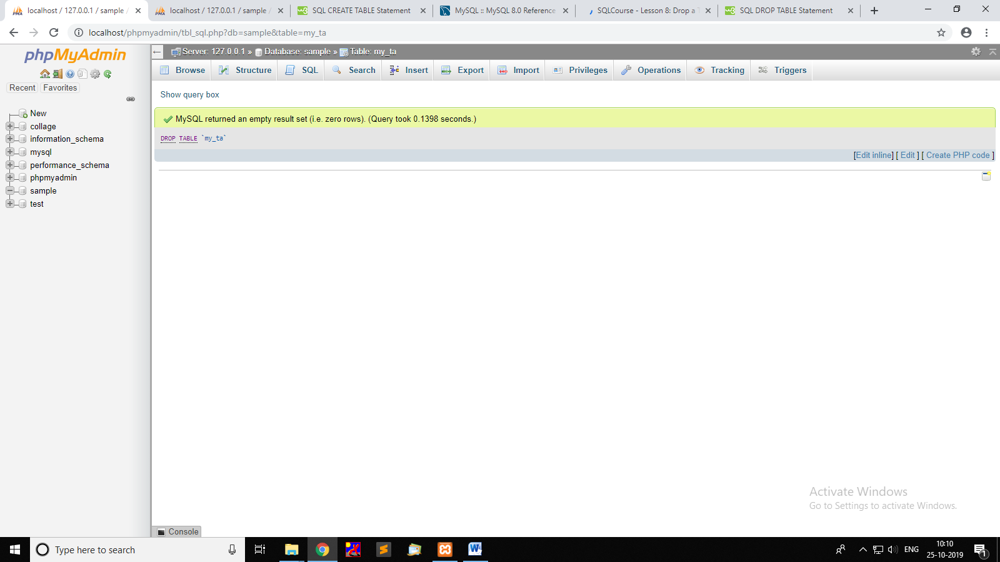 localhost / 127.0.0.1 / sample /
localhost / 127.0.0.1 / sample /
SQL CREATE TABLE Statement
MySQL :: MySQL 8.0 Reference
SQLCourse - Lesson 8: Drop a T
SQL DROP TABLE Statement
localhost/phpmyadmin/tbl_sql.php?db=sample&table=my_ta
phpMyAdmin
Recent Favorites
New
collage
information_schema
mysql
performance_schema
phpmyadmin
sample
test
Server: 127.0.0.1 » Database: sample » Table: my_ta
Browse Structure SQL Search Insert Export Import Privileges Operations Tracking Triggers
Show query box
MySQL returned an empty result set (i.e. zero rows). (Query took 0.1398 seconds.)
DROP TABLE `my_ta`
[Edit inline] [ Edit ] [ Create PHP code ]
Activate Windows
Go to Settings to activate Windows.
Console
Type here to search
ENG
10:10
25-10-2019
1